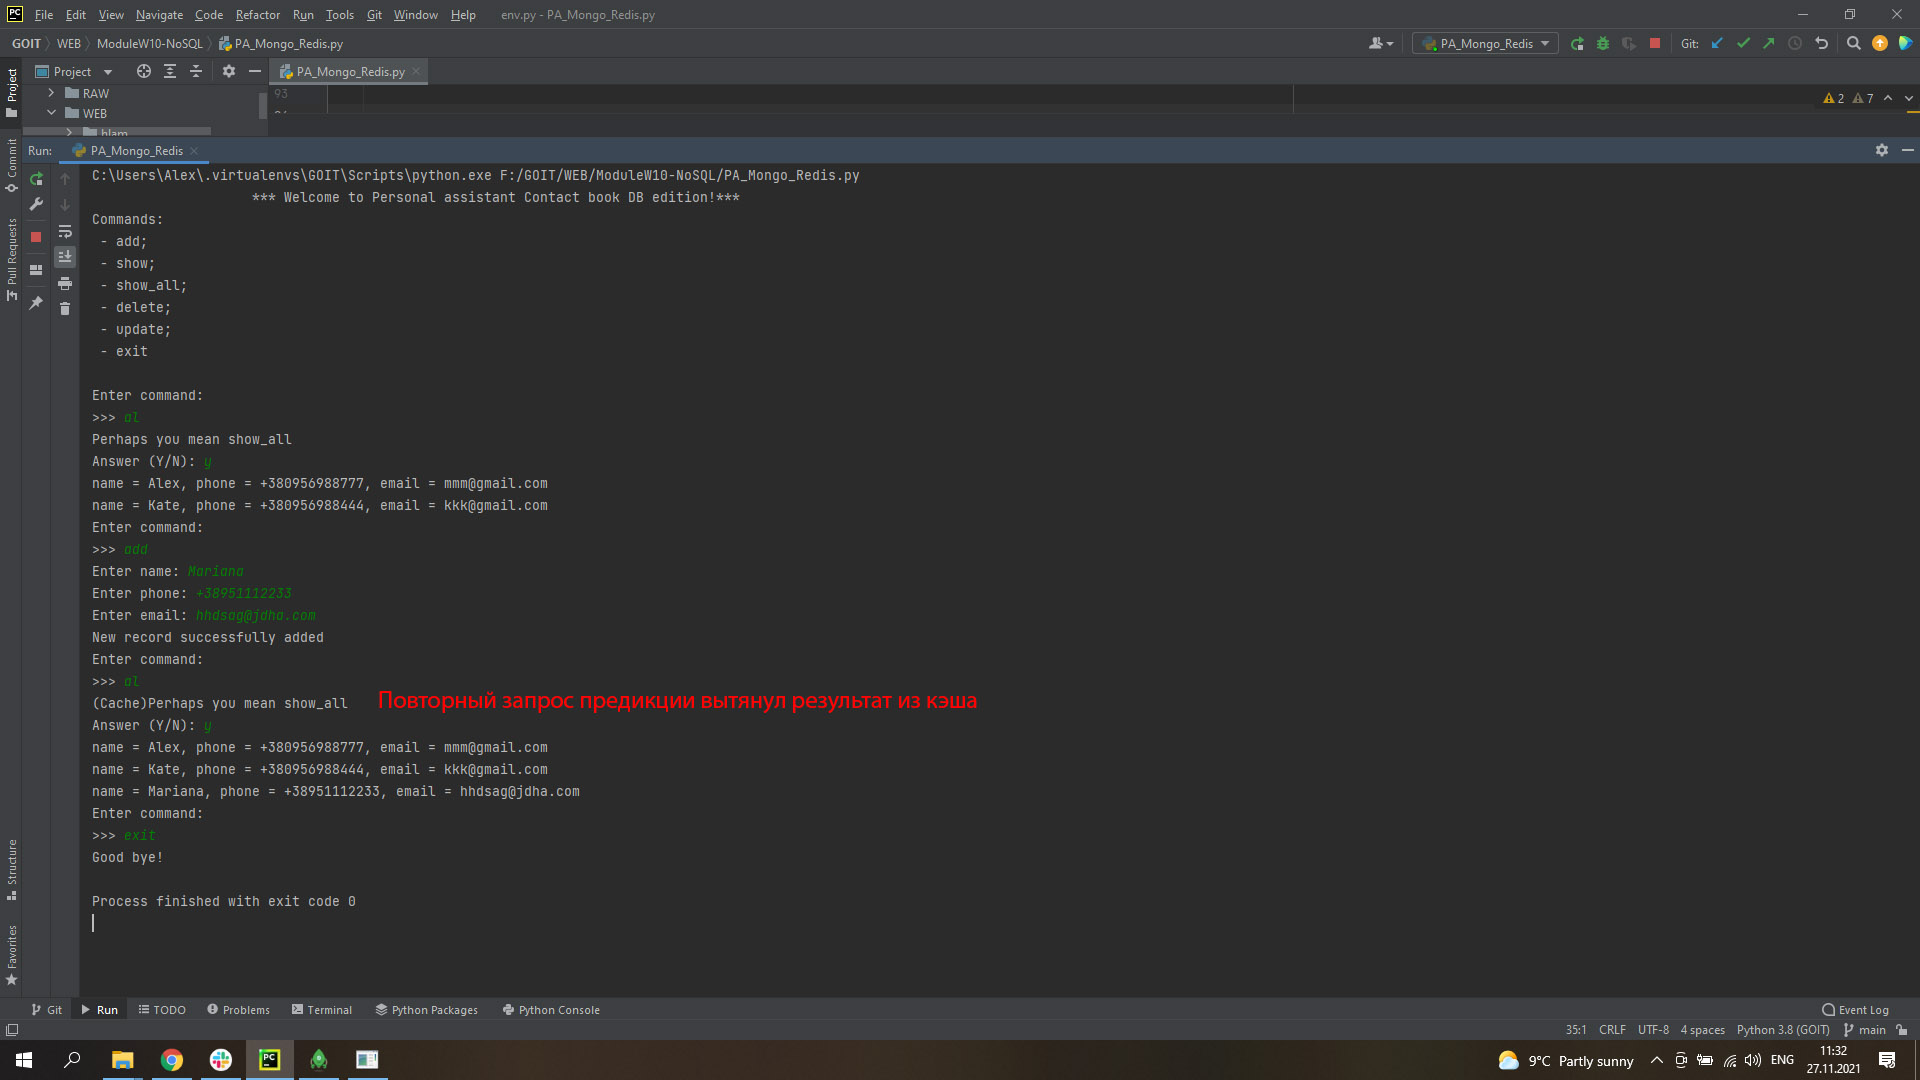 File Edit View Navigate Code Refactor Run Tools Git Window Help env.py - PA_Mongo_Redis.py
GOIT WEB ModuleW10-NoSQL PA_Mongo_Redis.py PA_Mongo_Redis Git:
Project PA_Mongo_Redis.py
RAW 93 2 7
WEB
hlam
Run: PA_Mongo_Redis
C:\Users\Alex\.virtualenvs\GOIT\Scripts\python.exe F:/GOIT/WEB/ModuleW10-NoSQL/PA_Mongo_Redis.py
*** Welcome to Personal assistant Contact book DB edition!***
Commands:
- add;
- show;
- show_all;
- delete;
- update;
- exit
Enter command:
>>> al
Perhaps you mean show_all
Answer (Y/N): y
name = Alex, phone = +380956988777, email = mmm@gmail.com
name = Kate, phone = +380956988444, email = kkk@gmail.com
Enter command:
>>> add
Enter name: Mariana
Enter phone: +38951112233
Enter email: hhdsag@jdha.com
New record successfully added
Enter command:
>>> al
(Cache)Perhaps you mean show_all Повторный запрос предикции вытянул результат из кэша
Answer (Y/N): y
name = Alex, phone = +380956988777, email = mmm@gmail.com
name = Kate, phone = +380956988444, email = kkk@gmail.com
name = Mariana, phone = +38951112233, email = hhdsag@jdha.com
Enter command:
>>> exit
Good bye!
Process finished with exit code 0
Project
Commit
Pull Requests
Structure
Favorites
Git Run TODO Problems Terminal Python Packages Python Console Event Log
35:1 CRLF UTF-8 4 spaces Python 3.8 (GOIT) main
9°C Partly sunny ENG 11:32
27.11.2021